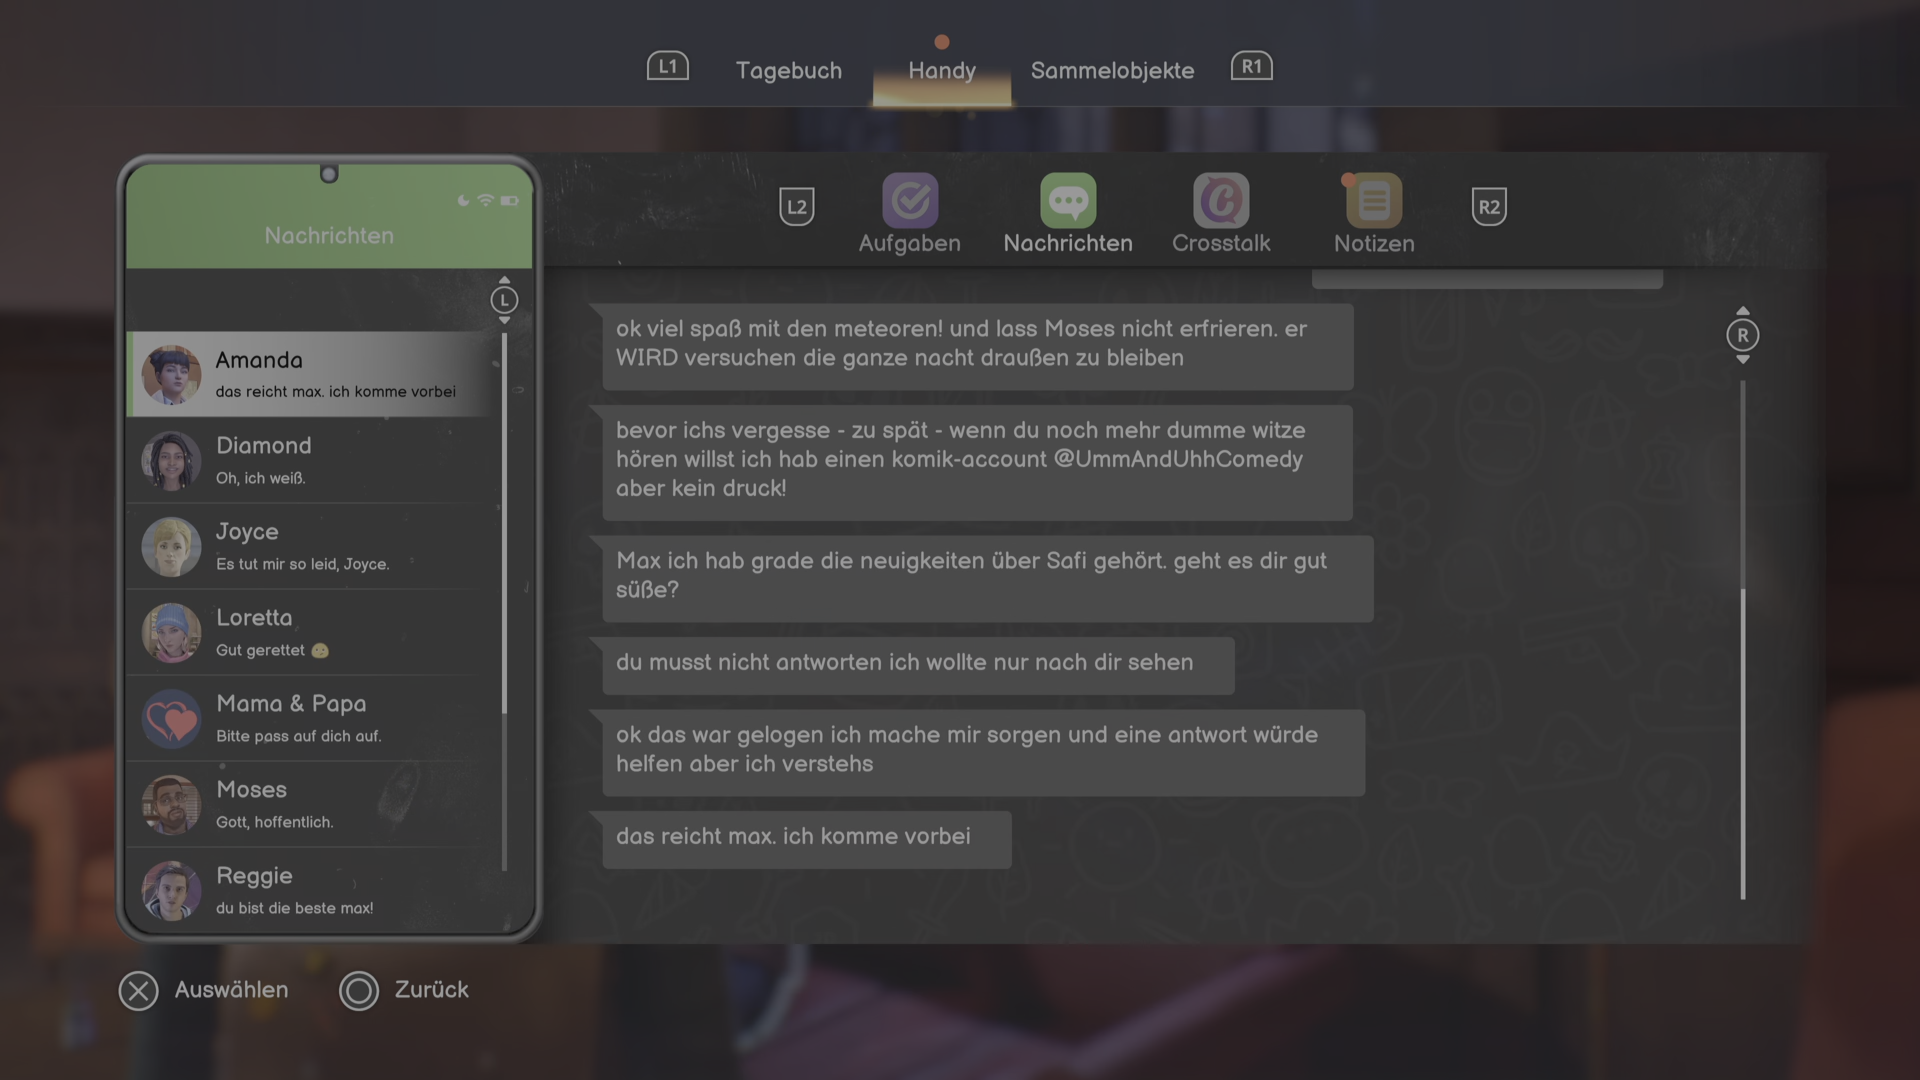 L1
Tagebuch
Handy
Sammelobjekte
R1
Nachrichten
L
Amanda
das reicht max. ich komme vorbei
Diamond
Oh, ich weiß.
Joyce
Es tut mir so leid, Joyce.
Loretta
Gut gerettet
Mama & Papa
Bitte pass auf dich auf.
Moses
Gott, hoffentlich.
Reggie
du bist die beste max!
L2
Aufgaben
Nachrichten
Crosstalk
Notizen
R2
ok viel spaß mit den meteoren! und lass Moses nicht erfrieren. er
WIRD versuchen die ganze nacht draußen zu bleiben
bevor ichs vergesse - zu spät - wenn du noch mehr dumme witze
hören willst ich hab einen komik-account @UmmAndUhhComedy
aber kein druck!
Max ich hab grade die neuigkeiten über Safi gehört. geht es dir gut
süße?
du musst nicht antworten ich wollte nur nach dir sehen
ok das war gelogen ich mache mir sorgen und eine antwort würde
helfen aber ich verstehs
das reicht max. ich komme vorbei
R
Auswählen
Zurück